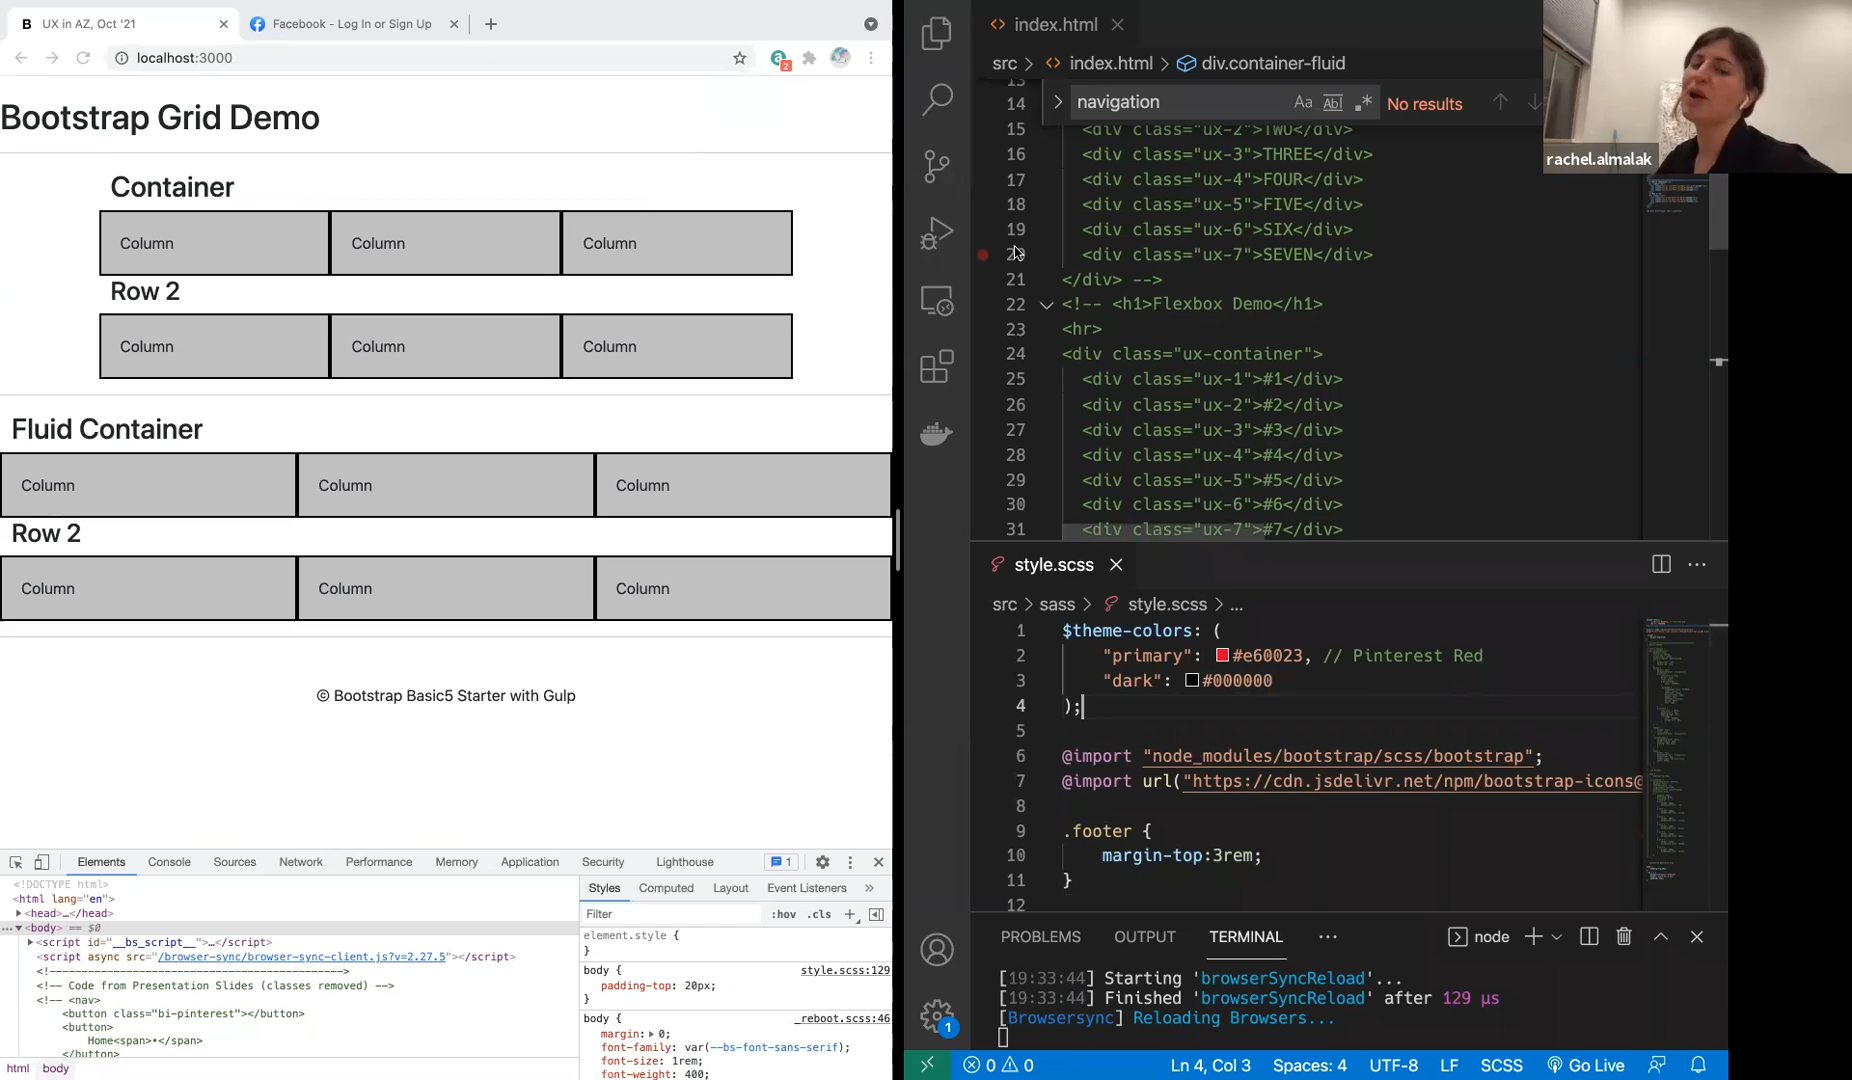 UX in AZ, Oct '21
Facebook - Log In or Sign Up
localhost:3000
2
Bootstrap Grid Demo
Container
Column Column Column
Row 2
Column Column Column
Fluid Container
Column Column Column
Row 2
Column Column Column
© Bootstrap Basic5 Starter with Gulp
Elements Console Sources Network Performance Memory Application Security Lighthouse 1
<!DOCTYPE html>
<html lang="en">
<head>…</head>
<body> == $0
<script id="__bs_script__">…</script>
<script async src="/browser-sync/browser-sync-client.js?v=2.27.5"></script>
<!-- Code from Presentation Slides (classes removed) -->
<!-- <nav>
<button class="bi-pinterest"></button>
<button>
Home<span>•</span>
</button>
html body
Styles Computed Layout Event Listeners »
Filter :hov .cls
element.style {
}
body { style.scss:129
padding-top: 20px;
}
body { _reboot.scss:46
margin: 0;
font-family: var(--bs-font-sans-serif);
font-size: 1rem;
font-weight: 400;
index.html
src > index.html > div.container-fluid
navigation Aa Abl .* No results
13
14
15 <div class="ux-2">TWO</div>
16 <div class="ux-3">THREE</div>
17 <div class="ux-4">FOUR</div>
18 <div class="ux-5">FIVE</div>
19 <div class="ux-6">SIX</div>
20 <div class="ux-7">SEVEN</div>
21 </div> -->
22 <!-- <h1>Flexbox Demo</h1>
23 <hr>
24 <div class="ux-container">
25 <div class="ux-1">#1</div>
26 <div class="ux-2">#2</div>
27 <div class="ux-3">#3</div>
28 <div class="ux-4">#4</div>
29 <div class="ux-5">#5</div>
30 <div class="ux-6">#6</div>
31 <div class="ux-7">#7</div>
rachel.almalak
style.scss
src > sass > style.scss > ...
1 $theme-colors: (
2 "primary": #e60023, // Pinterest Red
3 "dark": #000000
4 );
5
6 @import "node_modules/bootstrap/scss/bootstrap";
7 @import url("https://cdn.jsdelivr.net/npm/bootstrap-icons@
8
9 .footer {
10 margin-top:3rem;
11 }
12
PROBLEMS OUTPUT TERMINAL ... node
[19:33:44] Starting 'browserSyncReload'...
[19:33:44] Finished 'browserSyncReload' after 129 μs
[Browsersync] Reloading Browsers...
1
0 0 Ln 4, Col 3 Spaces: 4 UTF-8 LF SCSS Go Live